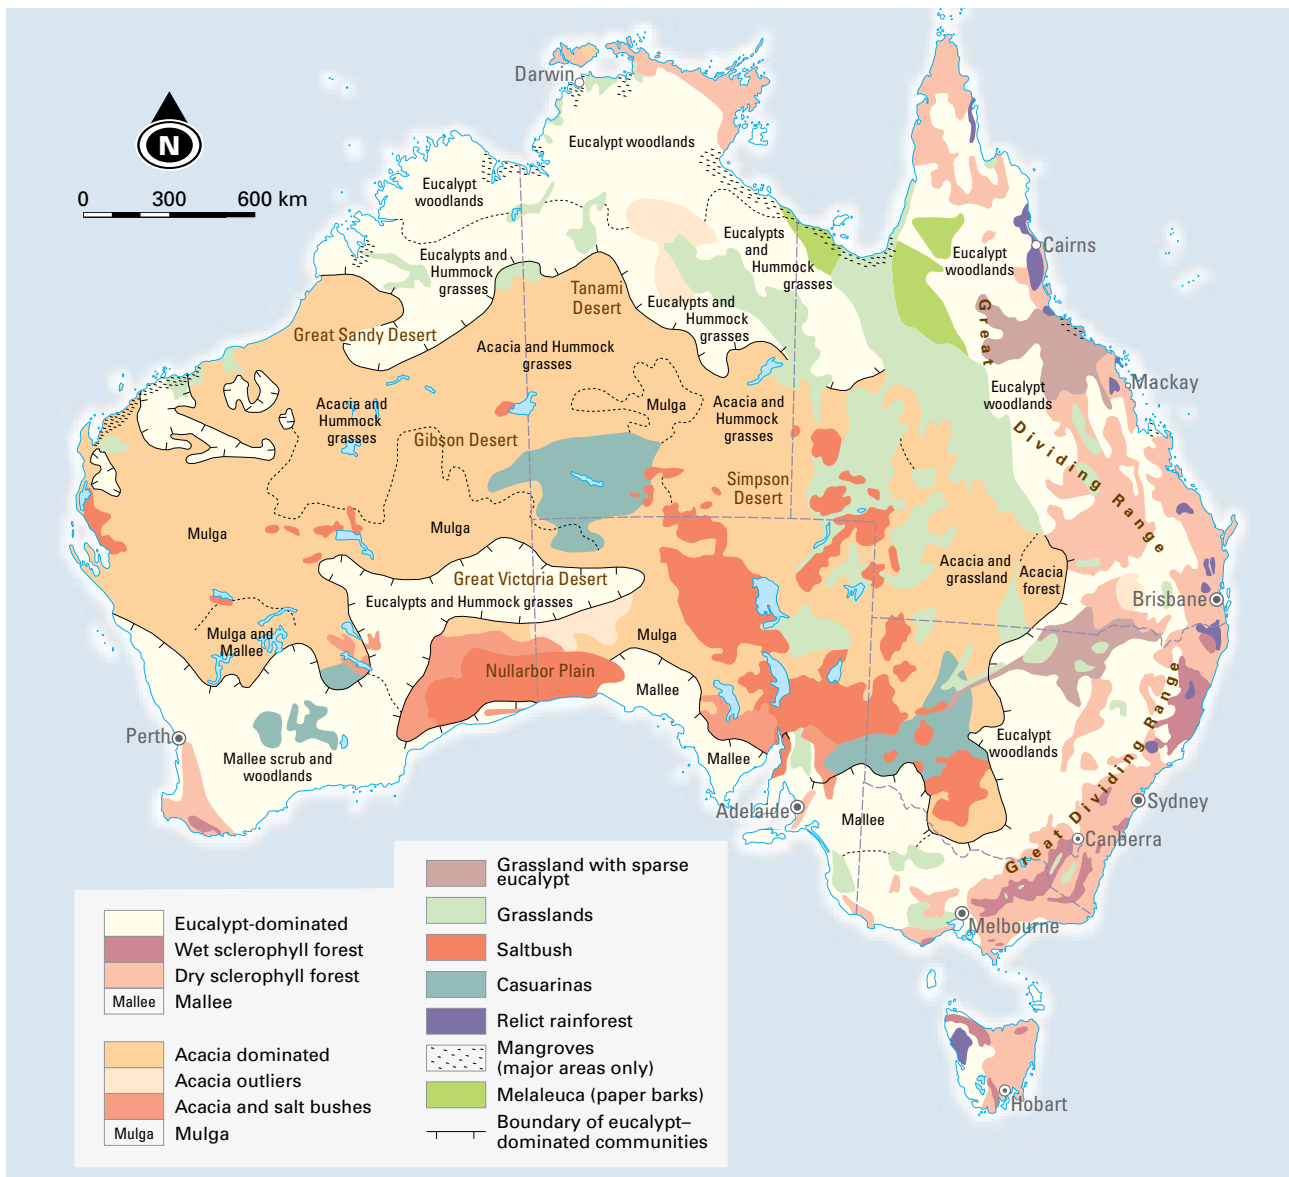 Darwin
N
0 300 600 km
Eucalypt woodlands
Eucalypt
woodlands
Eucalypts and
Hummock
grasses
Eucalypts
and
Hummock
grasses
Eucalypt
woodlands
Cairns
Tanami
Desert
Eucalypts and
Hummock
grasses
Great Sandy Desert
Acacia and Hummock
grasses
Great
Dividing Range
Mackay
Eucalypt
woodlands
Acacia and
Hummock
grasses
Mulga
Acacia and
Hummock
grasses
Gibson Desert
Simpson
Desert
Mulga
Mulga
Great Victoria Desert
Eucalypts and Hummock grasses
Acacia and
grassland
Acacia
forest
Brisbane
Mulga and
Mallee
Mulga
Nullarbor Plain
Mallee
Great Dividing Range
Perth
Mallee scrub and
woodlands
Mallee
Eucalypt
woodlands
Adelaide
Mallee
Sydney
Canberra
Melbourne
Hobart
Eucalypt-dominated
Wet sclerophyll forest
Dry sclerophyll forest
Mallee Mallee
Acacia dominated
Acacia outliers
Acacia and salt bushes
Mulga Mulga
Grassland with sparse
eucalypt
Grasslands
Saltbush
Casuarinas
Relict rainforest
Mangroves
(major areas only)
Melaleuca (paper barks)
Boundary of eucalypt–
dominated communities